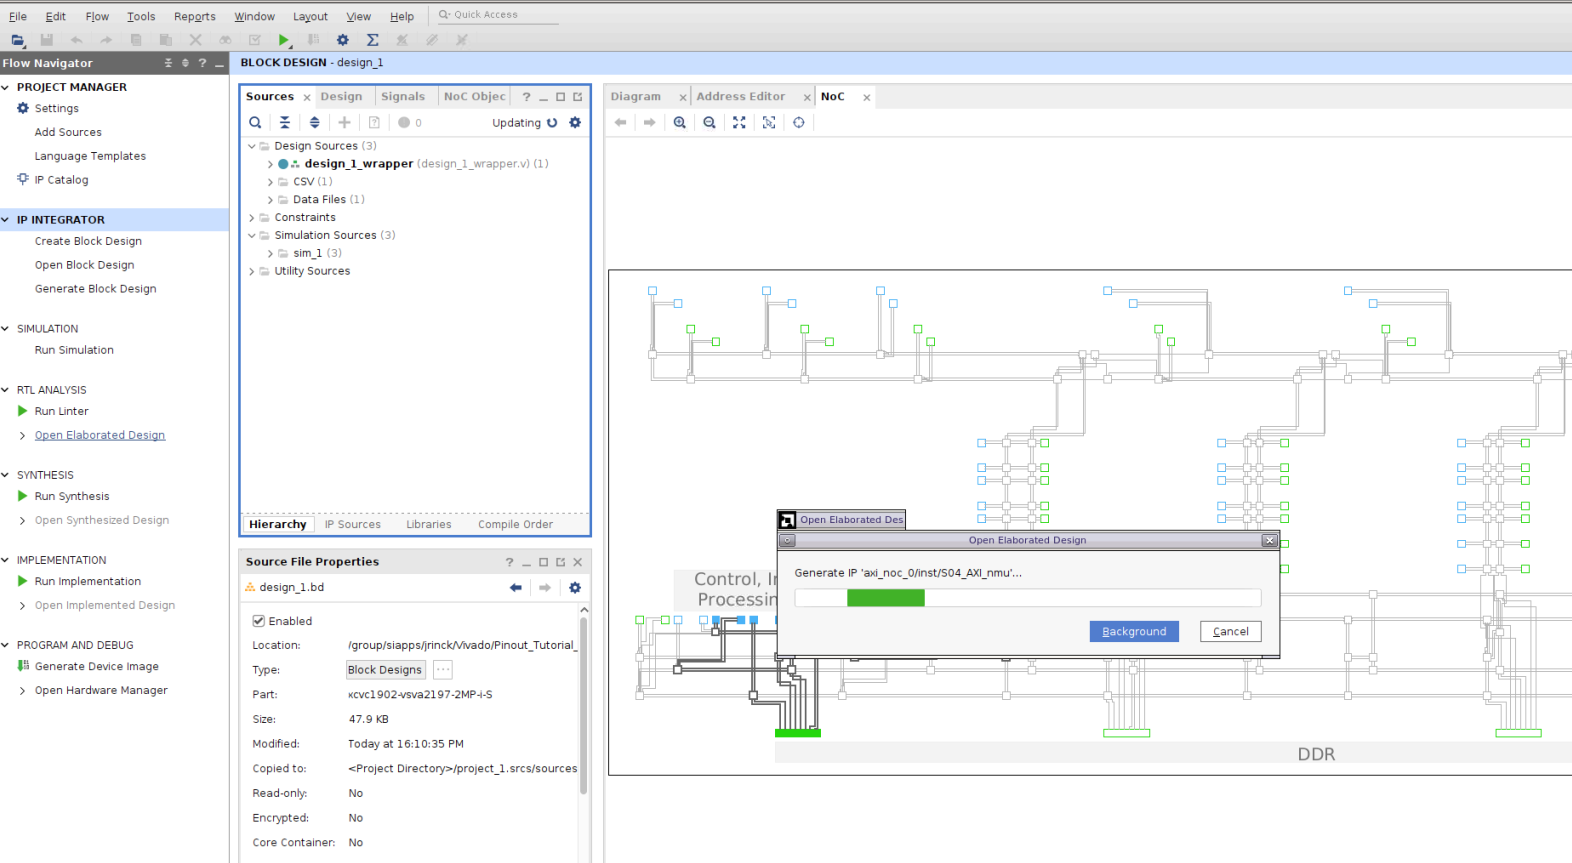 File Edit Flow Tools Reports Window Layout View Help Quick Access
Flow Navigator ? _
PROJECT MANAGER
Settings
Add Sources
Language Templates
IP Catalog
IP INTEGRATOR
Create Block Design
Open Block Design
Generate Block Design
SIMULATION
Run Simulation
RTL ANALYSIS
Run Linter
Open Elaborated Design
SYNTHESIS
Run Synthesis
Open Synthesized Design
IMPLEMENTATION
Run Implementation
Open Implemented Design
PROGRAM AND DEBUG
Generate Device Image
Open Hardware Manager
BLOCK DESIGN - design_1
Sources Design Signals NoC Objec ?
0 Updating
Design Sources (3)
design_1_wrapper (design_1_wrapper.v) (1)
CSV (1)
Data Files (1)
Constraints
Simulation Sources (3)
sim_1 (3)
Utility Sources
Hierarchy IP Sources Libraries Compile Order
Source File Properties ?
design_1.bd
Enabled
Location: /group/siapps/jrinck/Vivado/Pinout_Tutorial_
Type: Block Designs ...
Part: xcvc1902-vsva2197-2MP-i-S
Size: 47.9 KB
Modified: Today at 16:10:35 PM
Copied to: <Project Directory>/project_1.srcs/sources
Read-only: No
Encrypted: No
Core Container: No
Diagram Address Editor NoC
Control, I
Processin
Open Elaborated Des
Open Elaborated Design
Generate IP 'axi_noc_0/inst/S04_AXI_nmu'...
Background Cancel
DDR